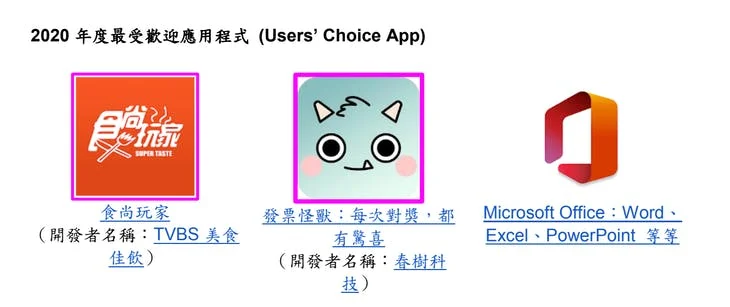 2020 年度最受歡迎應用程式 (Users’ Choice App)
食尚玩家
SUPER TASTE
食尚玩家
（開發者名稱：TVBS 美食
佳飲）
發票怪獸：每次對獎，都
有驚喜
（開發者名稱：春樹科
技）
Microsoft Office：Word、
Excel、PowerPoint 等等